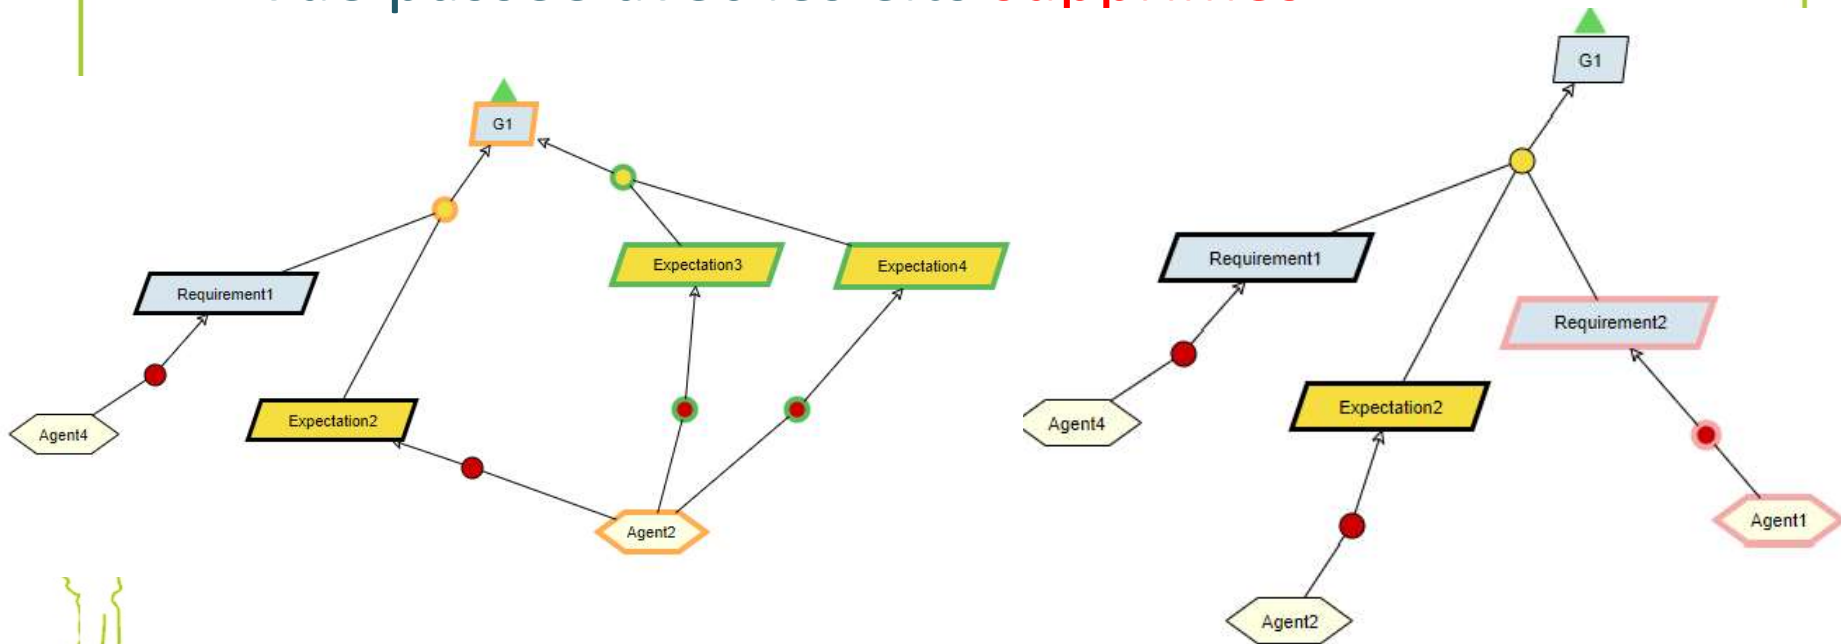 G1
Expectation3
Expectation4
Requirement1
Expectation2
Agent4
Agent2
G1
Requirement1
Requirement2
Expectation2
Agent4
Agent1
Agent2